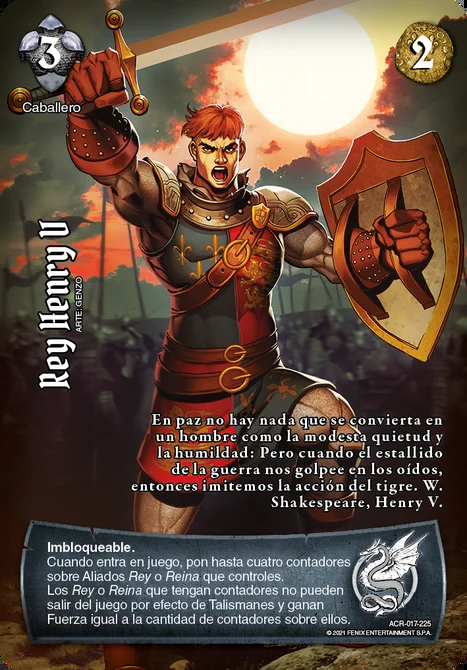 3
2
Caballero
Rey Henry V
ARTE: GENZO
En paz no hay nada que se convierta en
un hombre como la modesta quietud y
la humildad: Pero cuando el estallido
de la guerra nos golpee en los oídos,
entonces imitemos la acción del tigre. W.
Shakespeare, Henry V.
Imbloqueable.
Cuando entra en juego, pon hasta cuatro contadores
sobre Aliados Rey o Reina que controles.
Los Rey o Reina que tengan contadores no pueden
salir del juego por efecto de Talismanes y ganan
Fuerza igual a la cantidad de contadores sobre ellos.
ACR-017-225
© 2021 FENIX ENTERTAINMENT S.P.A.